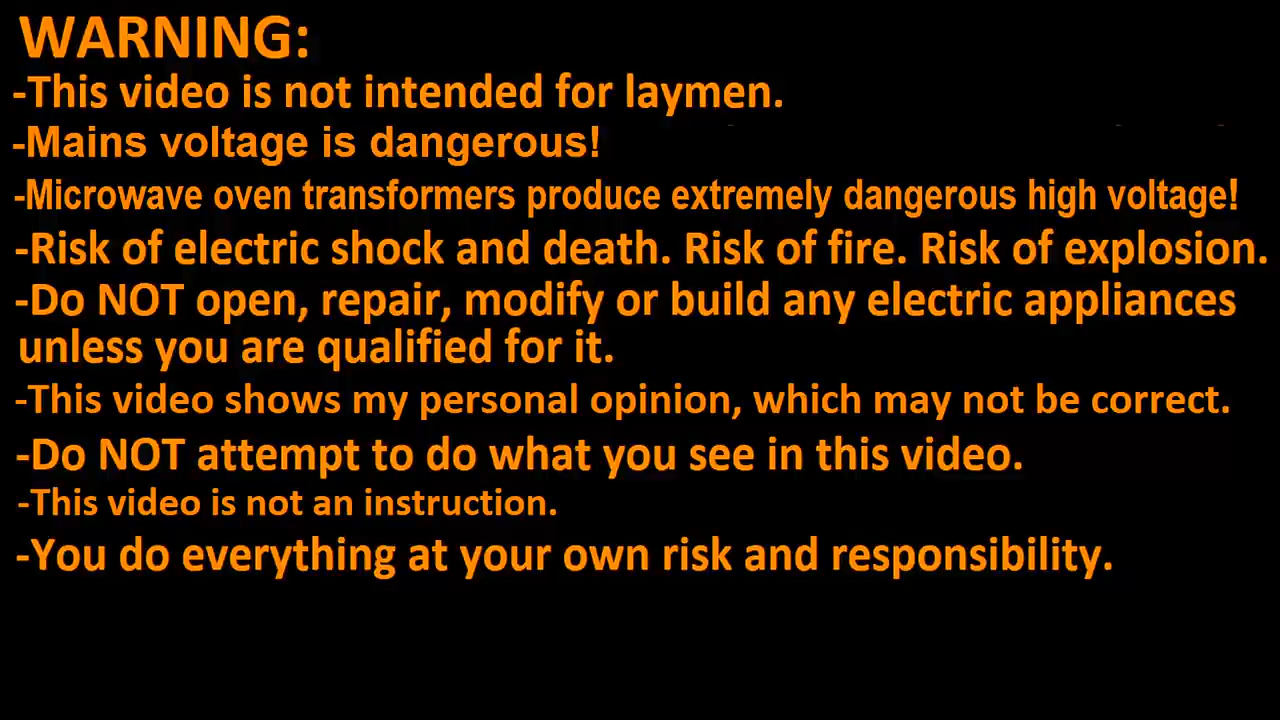 WARNING:
-This video is not intended for laymen.
-Mains voltage is dangerous!
-Microwave oven transformers produce extremely dangerous high voltage!
-Risk of electric shock and death. Risk of fire. Risk of explosion.
-Do NOT open, repair, modify or build any electric appliances
unless you are qualified for it.
-This video shows my personal opinion, which may not be correct.
-Do NOT attempt to do what you see in this video.
-This video is not an instruction.
-You do everything at your own risk and responsibility.